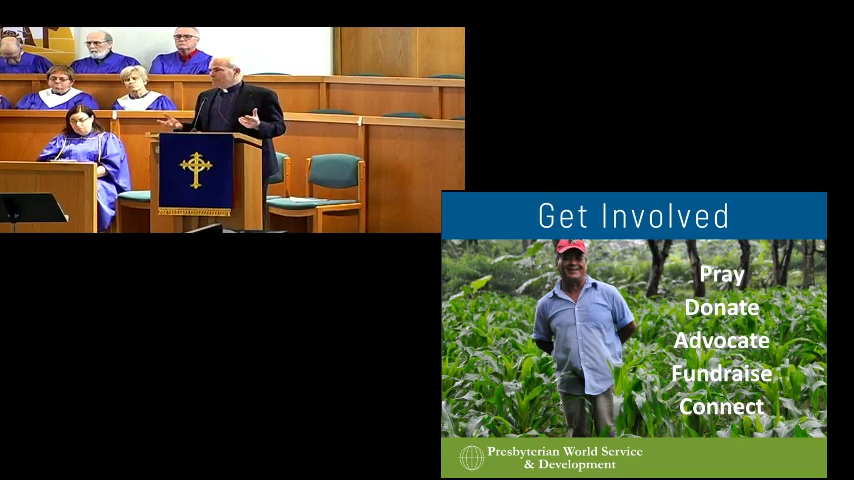 Get Involved
Pray
Donate
Advocate
Fundraise
Connect
Presbyterian World Service
& Development